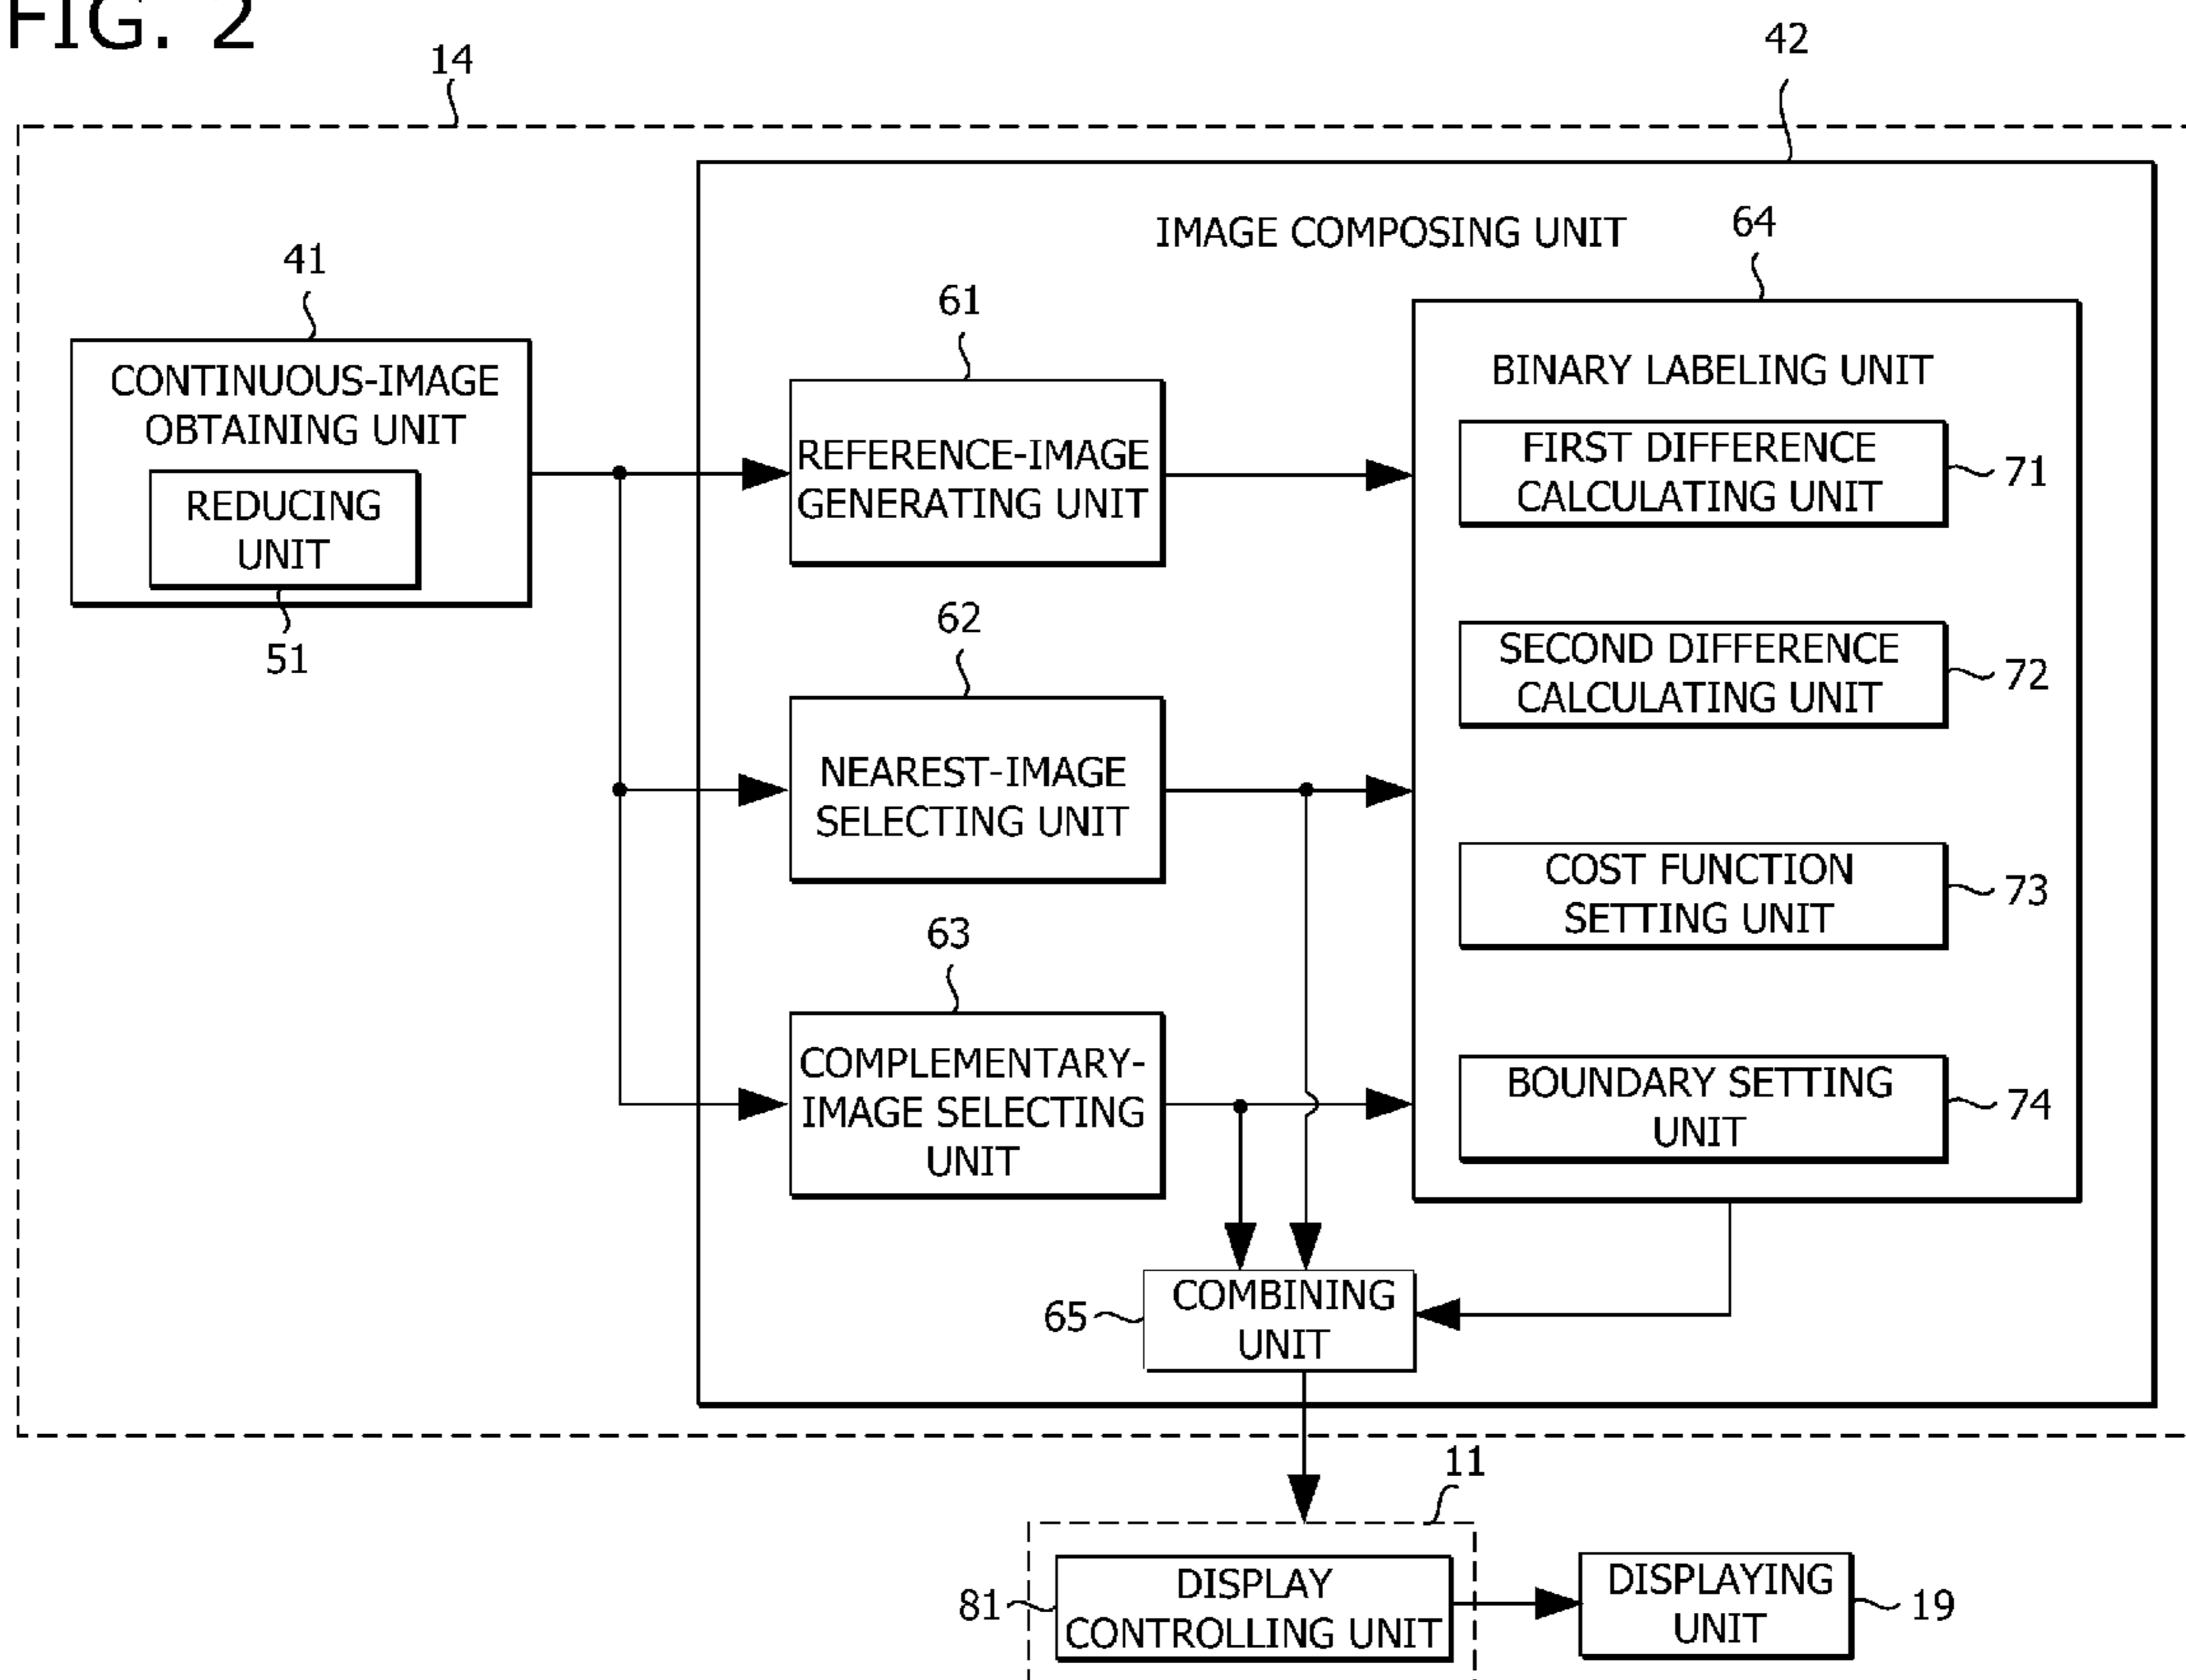 FIG. 2
14
42
IMAGE COMPOSING UNIT
64
41
61
CONTINUOUS-IMAGE
OBTAINING UNIT
REDUCING
UNIT
51
REFERENCE-IMAGE
GENERATING UNIT
BINARY LABELING UNIT
FIRST DIFFERENCE
CALCULATING UNIT
71
62
NEAREST-IMAGE
SELECTING UNIT
SECOND DIFFERENCE
CALCULATING UNIT
72
COST FUNCTION
SETTING UNIT
73
63
COMPLEMENTARY-
IMAGE SELECTING
UNIT
BOUNDARY SETTING
UNIT
74
65
COMBINING
UNIT
11
81
DISPLAY
CONTROLLING UNIT
DISPLAYING
UNIT
19